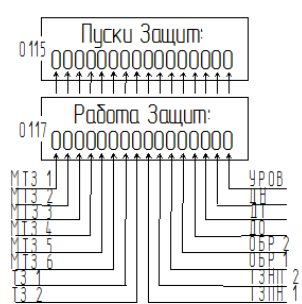 Пуски Защит:
0115
0000000000000000
Работа Защит:
0117
0000000000000000
МТЗ 1
МТЗ 2
МТЗ 3
МТЗ 4
МТЗ 5
МТЗ 6
ТЗ 1
ТЗ 2
УРОВ
ДН
ДТ
ДО
ОБР 2
ОБР 1
ТЗНП 2
ТЗНП 1